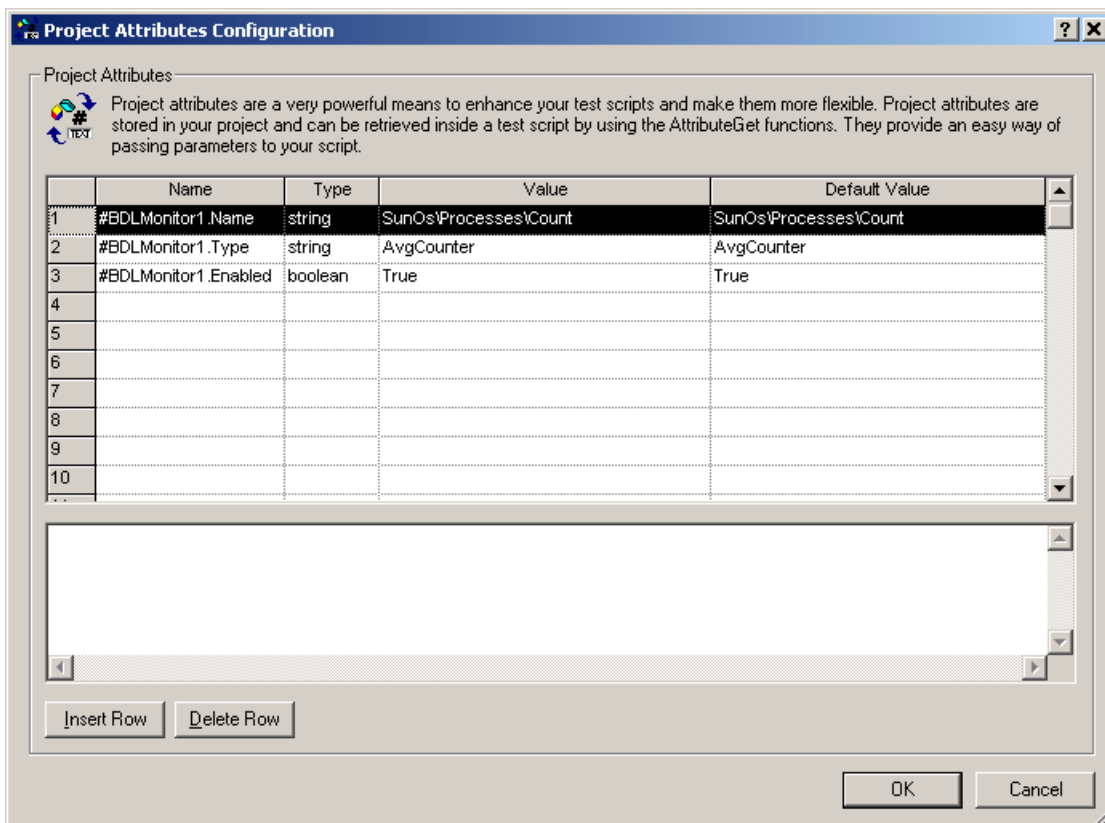 Project Attributes Configuration
Project Attributes
Project attributes are a very powerful means to enhance your test scripts and make them more flexible. Project attributes are
stored in your project and can be retrieved inside a test script by using the AttributeGet functions. They provide an easy way of
passing parameters to your script.
# TEXT
Name Type Value Default Value
1 #BDLMonitor1.Name string SunOs\Processes\Count SunOs\Processes\Count
2 #BDLMonitor1.Type string AvgCounter AvgCounter
3 #BDLMonitor1.Enabled boolean True True
4
5
6
7
8
9
10
Insert Row Delete Row
OK Cancel